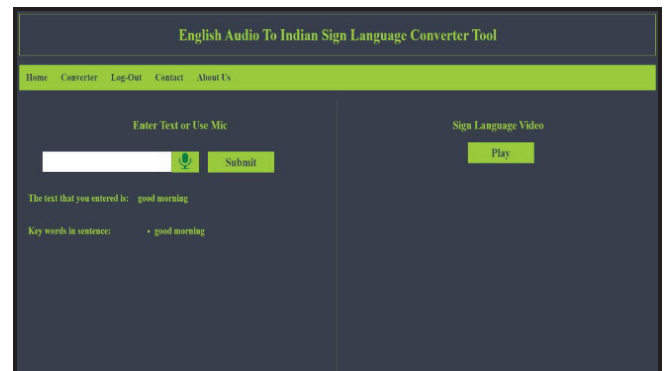 English Audio To Indian Sign Language Converter Tool
Home Converter Log-Out Contact About Us
Enter Text or Use Mic
Submit
The text that you entered is: good morning
Key words in sentence: • good morning
Sign Language Video
Play